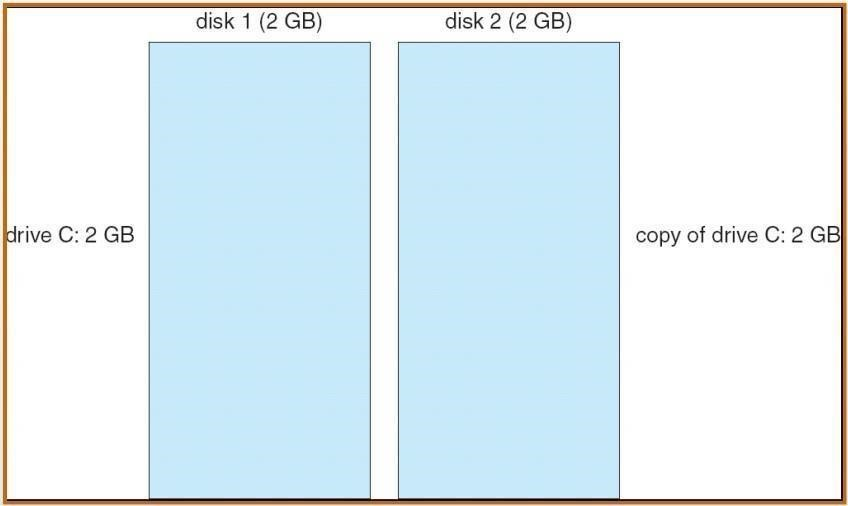 disk 1 (2 GB)
disk 2 (2 GB)
drive C: 2 GB
copy of drive C: 2 GB